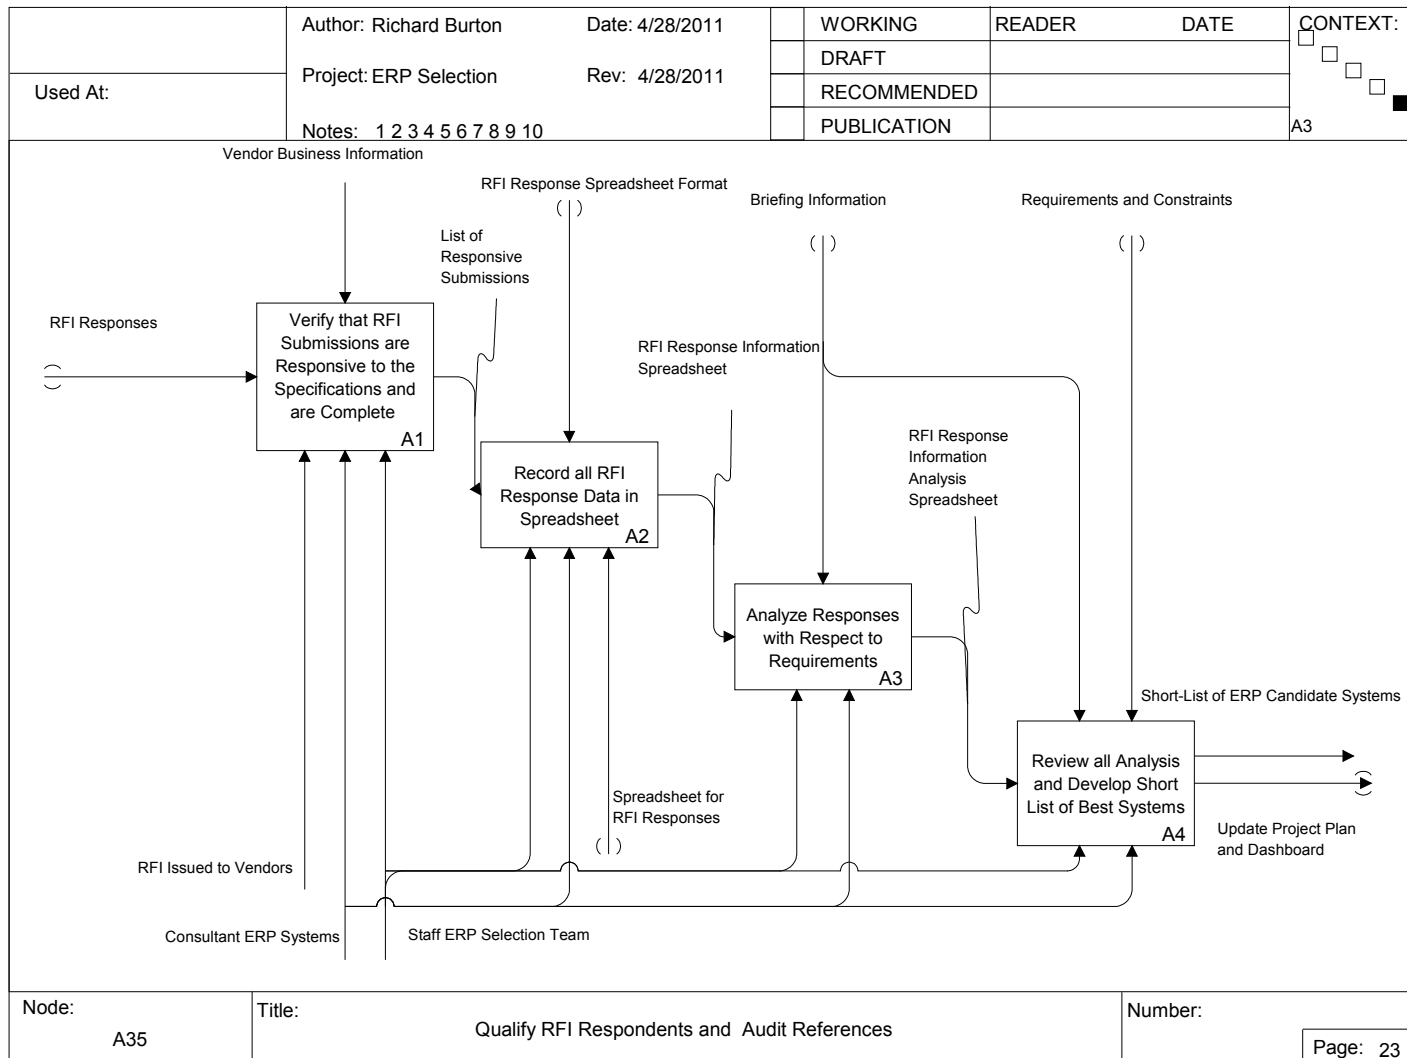 Used At:
Author: Richard Burton
Date: 4/28/2011
Project: ERP Selection
Rev: 4/28/2011
Notes: 1 2 3 4 5 6 7 8 9 10
WORKING
DRAFT
RECOMMENDED
PUBLICATION
READER
DATE
CONTEXT:
A3
Vendor Business Information
RFI Response Spreadsheet Format
Briefing Information
Requirements and Constraints
List of
Responsive
Submissions
RFI Responses
Verify that RFI
Submissions are
Responsive to the
Specifications and
are Complete
A1
RFI Response Information
Spreadsheet
RFI Response
Information
Analysis
Spreadsheet
Record all RFI
Response Data in
Spreadsheet
A2
Analyze Responses
with Respect to
Requirements
A3
Short-List of ERP Candidate Systems
Review all Analysis
and Develop Short
List of Best Systems
A4
Update Project Plan
and Dashboard
Spreadsheet for
RFI Responses
RFI Issued to Vendors
Consultant ERP Systems
Staff ERP Selection Team
Node:
A35
Title:
Qualify RFI Respondents and Audit References
Number:
Page: 23